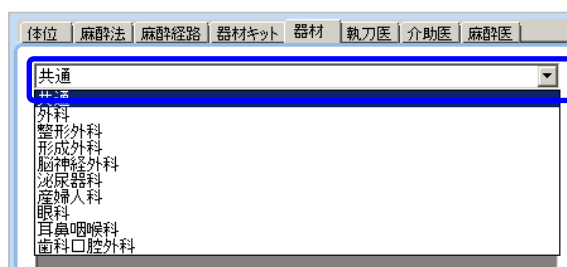 体位 麻酔法 麻酔経路 器材キット 器材 執刀医 介助医 麻酔医
共通
共通
外科
整形外科
形成外科
脳神経外科
泌尿器科
産婦人科
眼科
耳鼻咽喉科
歯科口腔外科